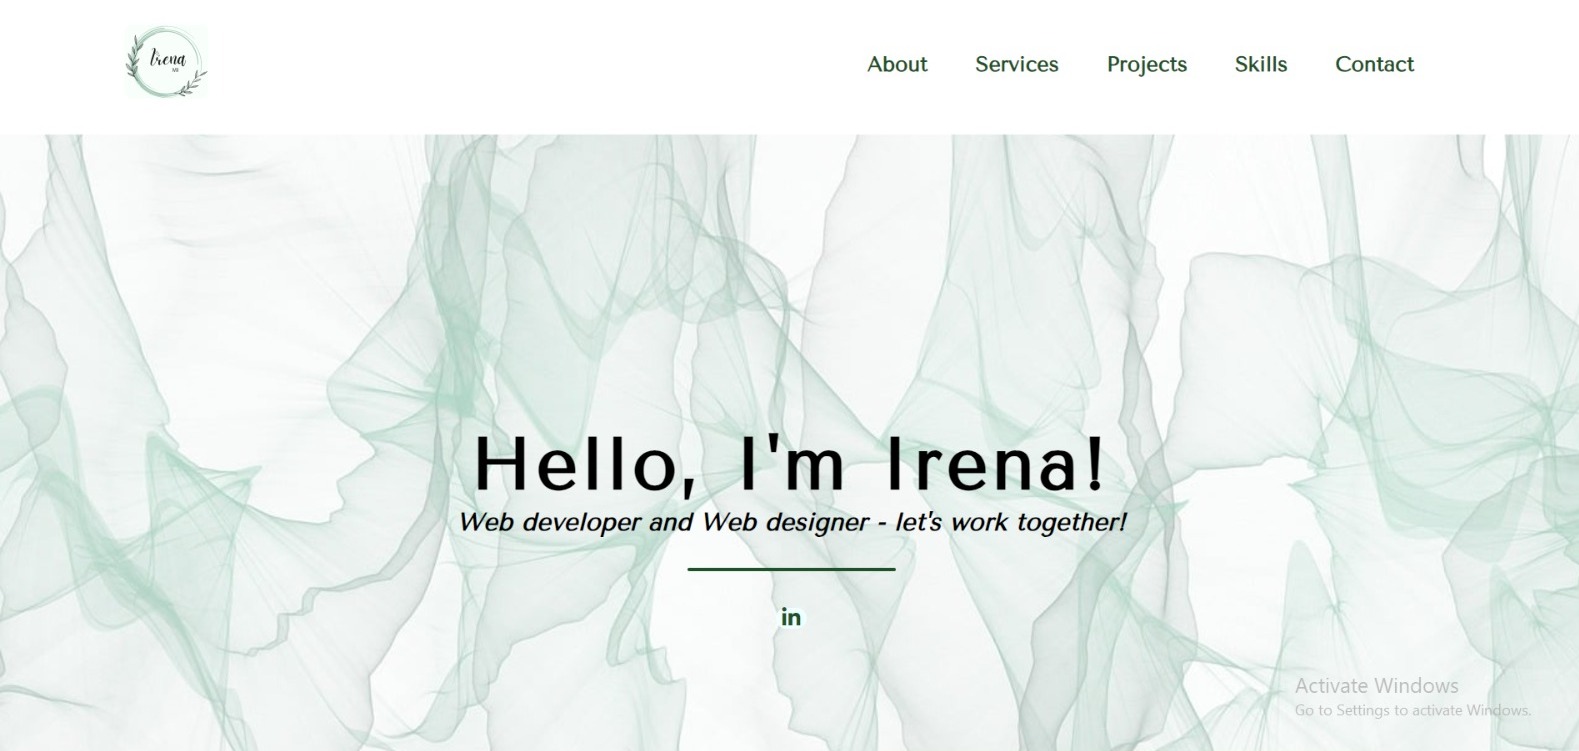 Irena
About Services Projects Skills Contact
Hello, I'm Irena!
Web developer and Web designer - let's work together!
in
Activate Windows
Go to Settings to activate Windows.